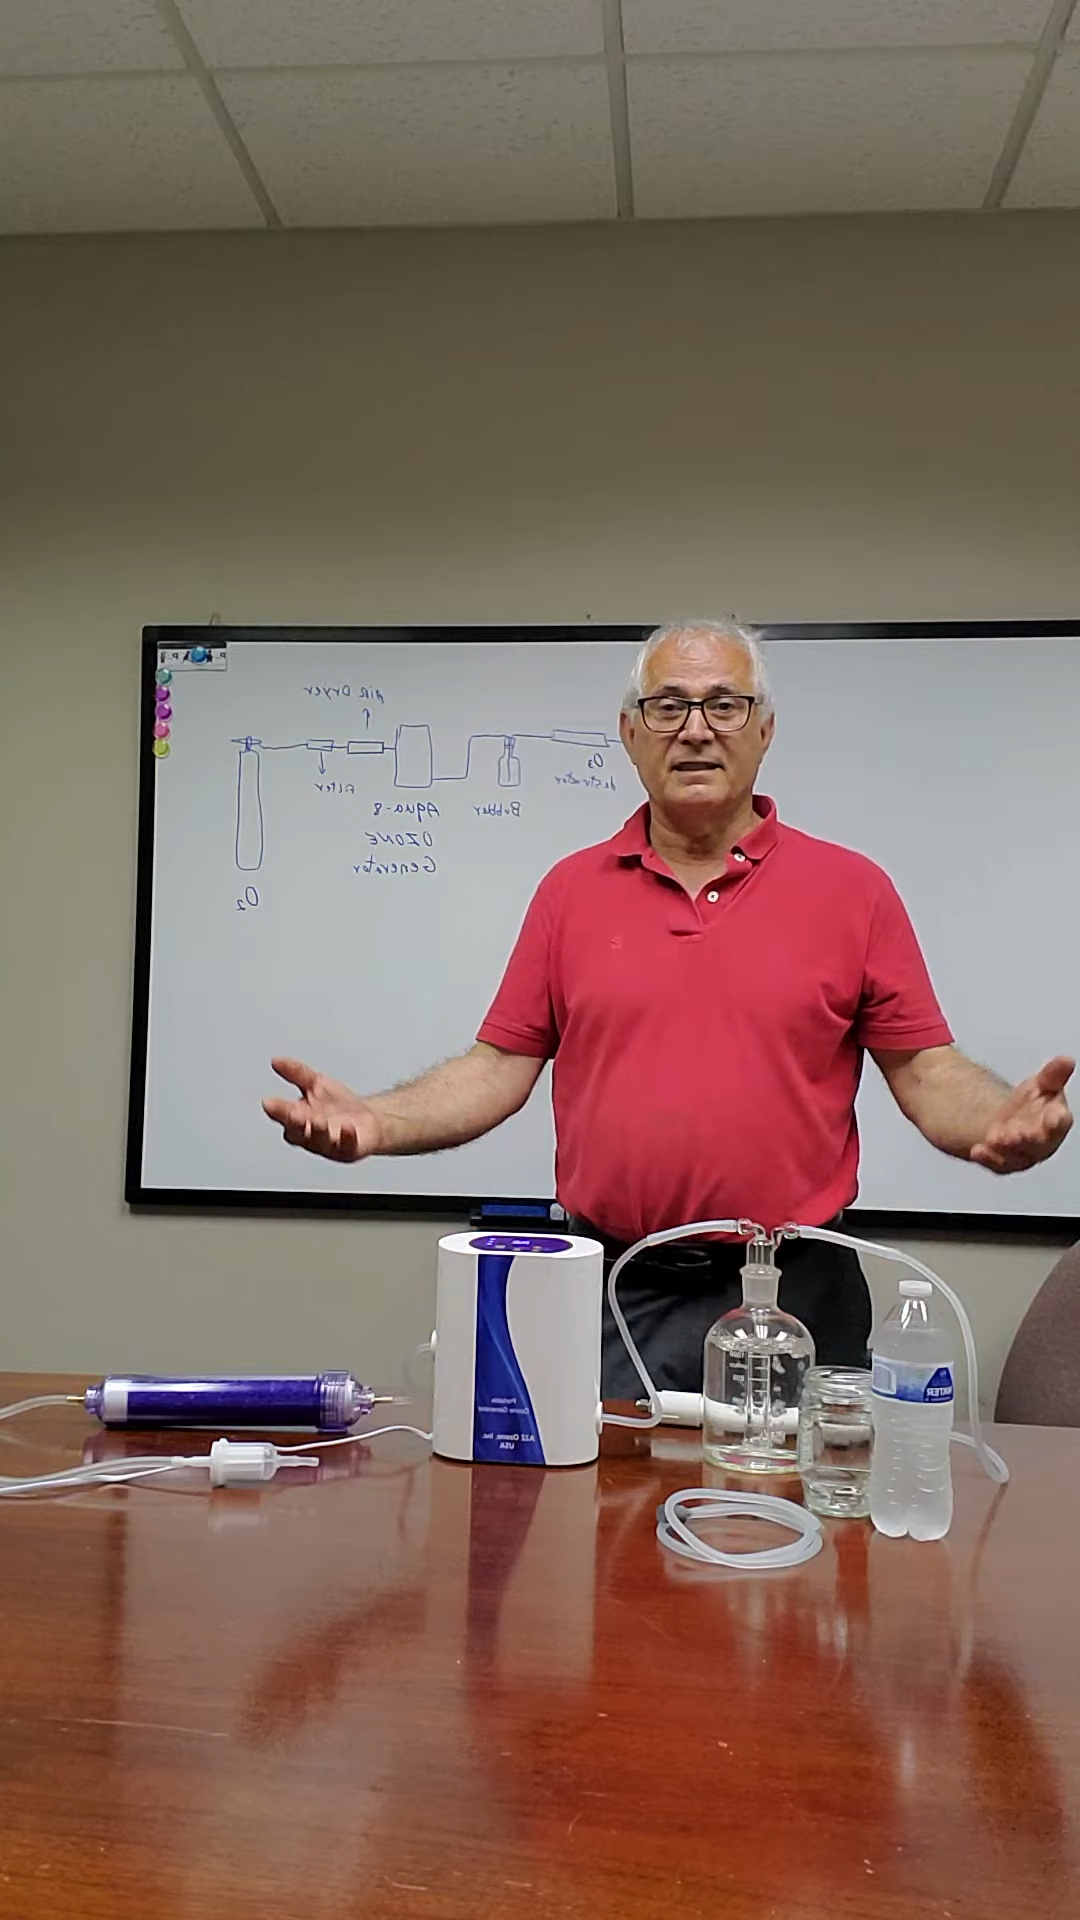 AIR Dryer
Filter
O2
Aqua-8
OZONE
Generator
Bubbler
O3
destructor
Portable
Ozone Generator
A2Z Ozone, Inc.
USA
WATER